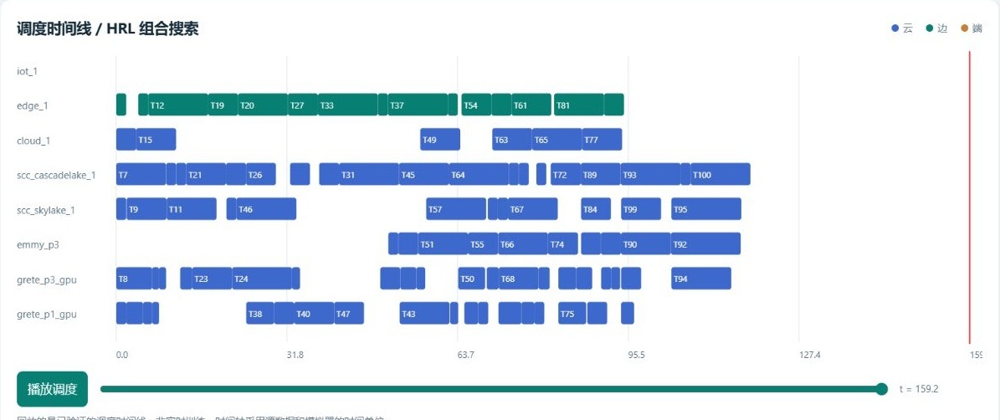 调度时间线 / HRL 组合搜索
云 边 端
iot_1
edge_1 T12 T19 T20 T27 T33 T37 T54 T61 T81
cloud_1 T15 T49 T63 T65 T77
scc_cascadelake_1 T7 T21 T26 T31 T45 T64 T72 T89 T93 T100
scc_skylake_1 T9 T11 T46 T57 T67 T84 T99 T95
emmy_p3 T51 T55 T66 T74 T90 T92
grete_p3_gpu T8 T23 T24 T50 T68 T94
grete_p1_gpu T38 T40 T47 T43 T75
0.0 31.8 63.7 95.5 127.4 159
播放调度 t = 159.2